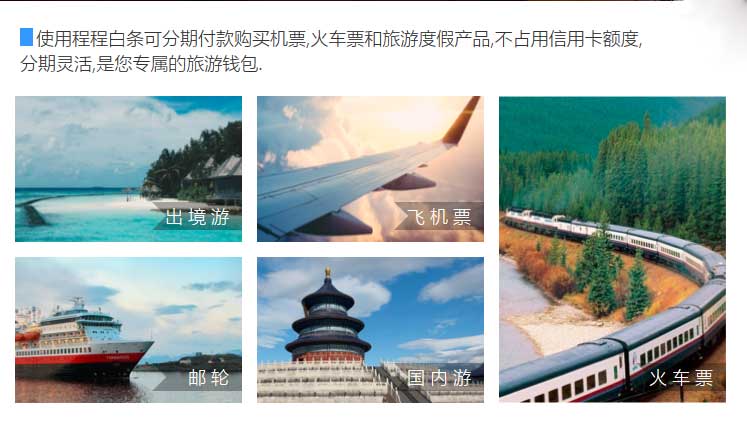 使用程程白条可分期付款购买机票,火车票和旅游度假产品,不占用信用卡额度,
分期灵活,是您专属的旅游钱包.
出境游
飞机票
邮轮
国内游
火车票